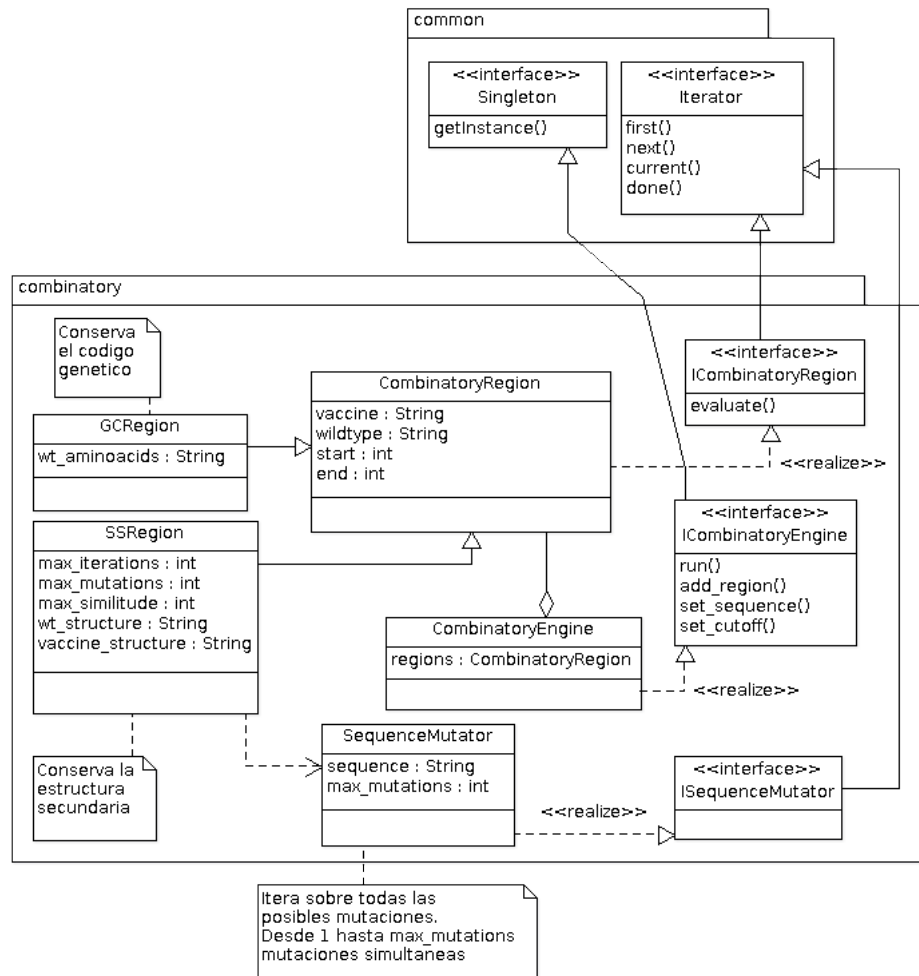 common
<<interface>>
Singleton
getInstance()
<<interface>>
Iterator
first()
next()
current()
done()
combinatory
Conserva
el codigo
genetico
GCRegion
wt_aminoacids : String
CombinatoryRegion
vaccine : String
wildtype : String
start : int
end : int
<<interface>>
ICombinatoryRegion
evaluate()
<<realize>>
SSRegion
max_iterations : int
max_mutations : int
max_similitude : int
wt_structure : String
vaccine_structure : String
<<interface>>
ICombinatoryEngine
run()
add_region()
set_sequence()
set_cutoff()
CombinatoryEngine
regions : CombinatoryRegion
<<realize>>
Conserva la
estructura
secundaria
SequenceMutator
sequence : String
max_mutations : int
<<realize>>
<<interface>>
ISequenceMutator
Itera sobre todas las
posibles mutaciones.
Desde 1 hasta max_mutations
mutaciones simultaneas